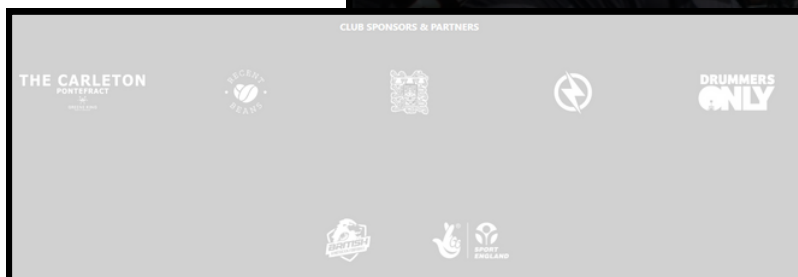 CLUB SPONSORS & PARTNERS
THE CARLETON
PONTEFRACT
RECENT
BEANS
DRUMMERS
ONLY
BRITISH
SPORT
ENGLAND